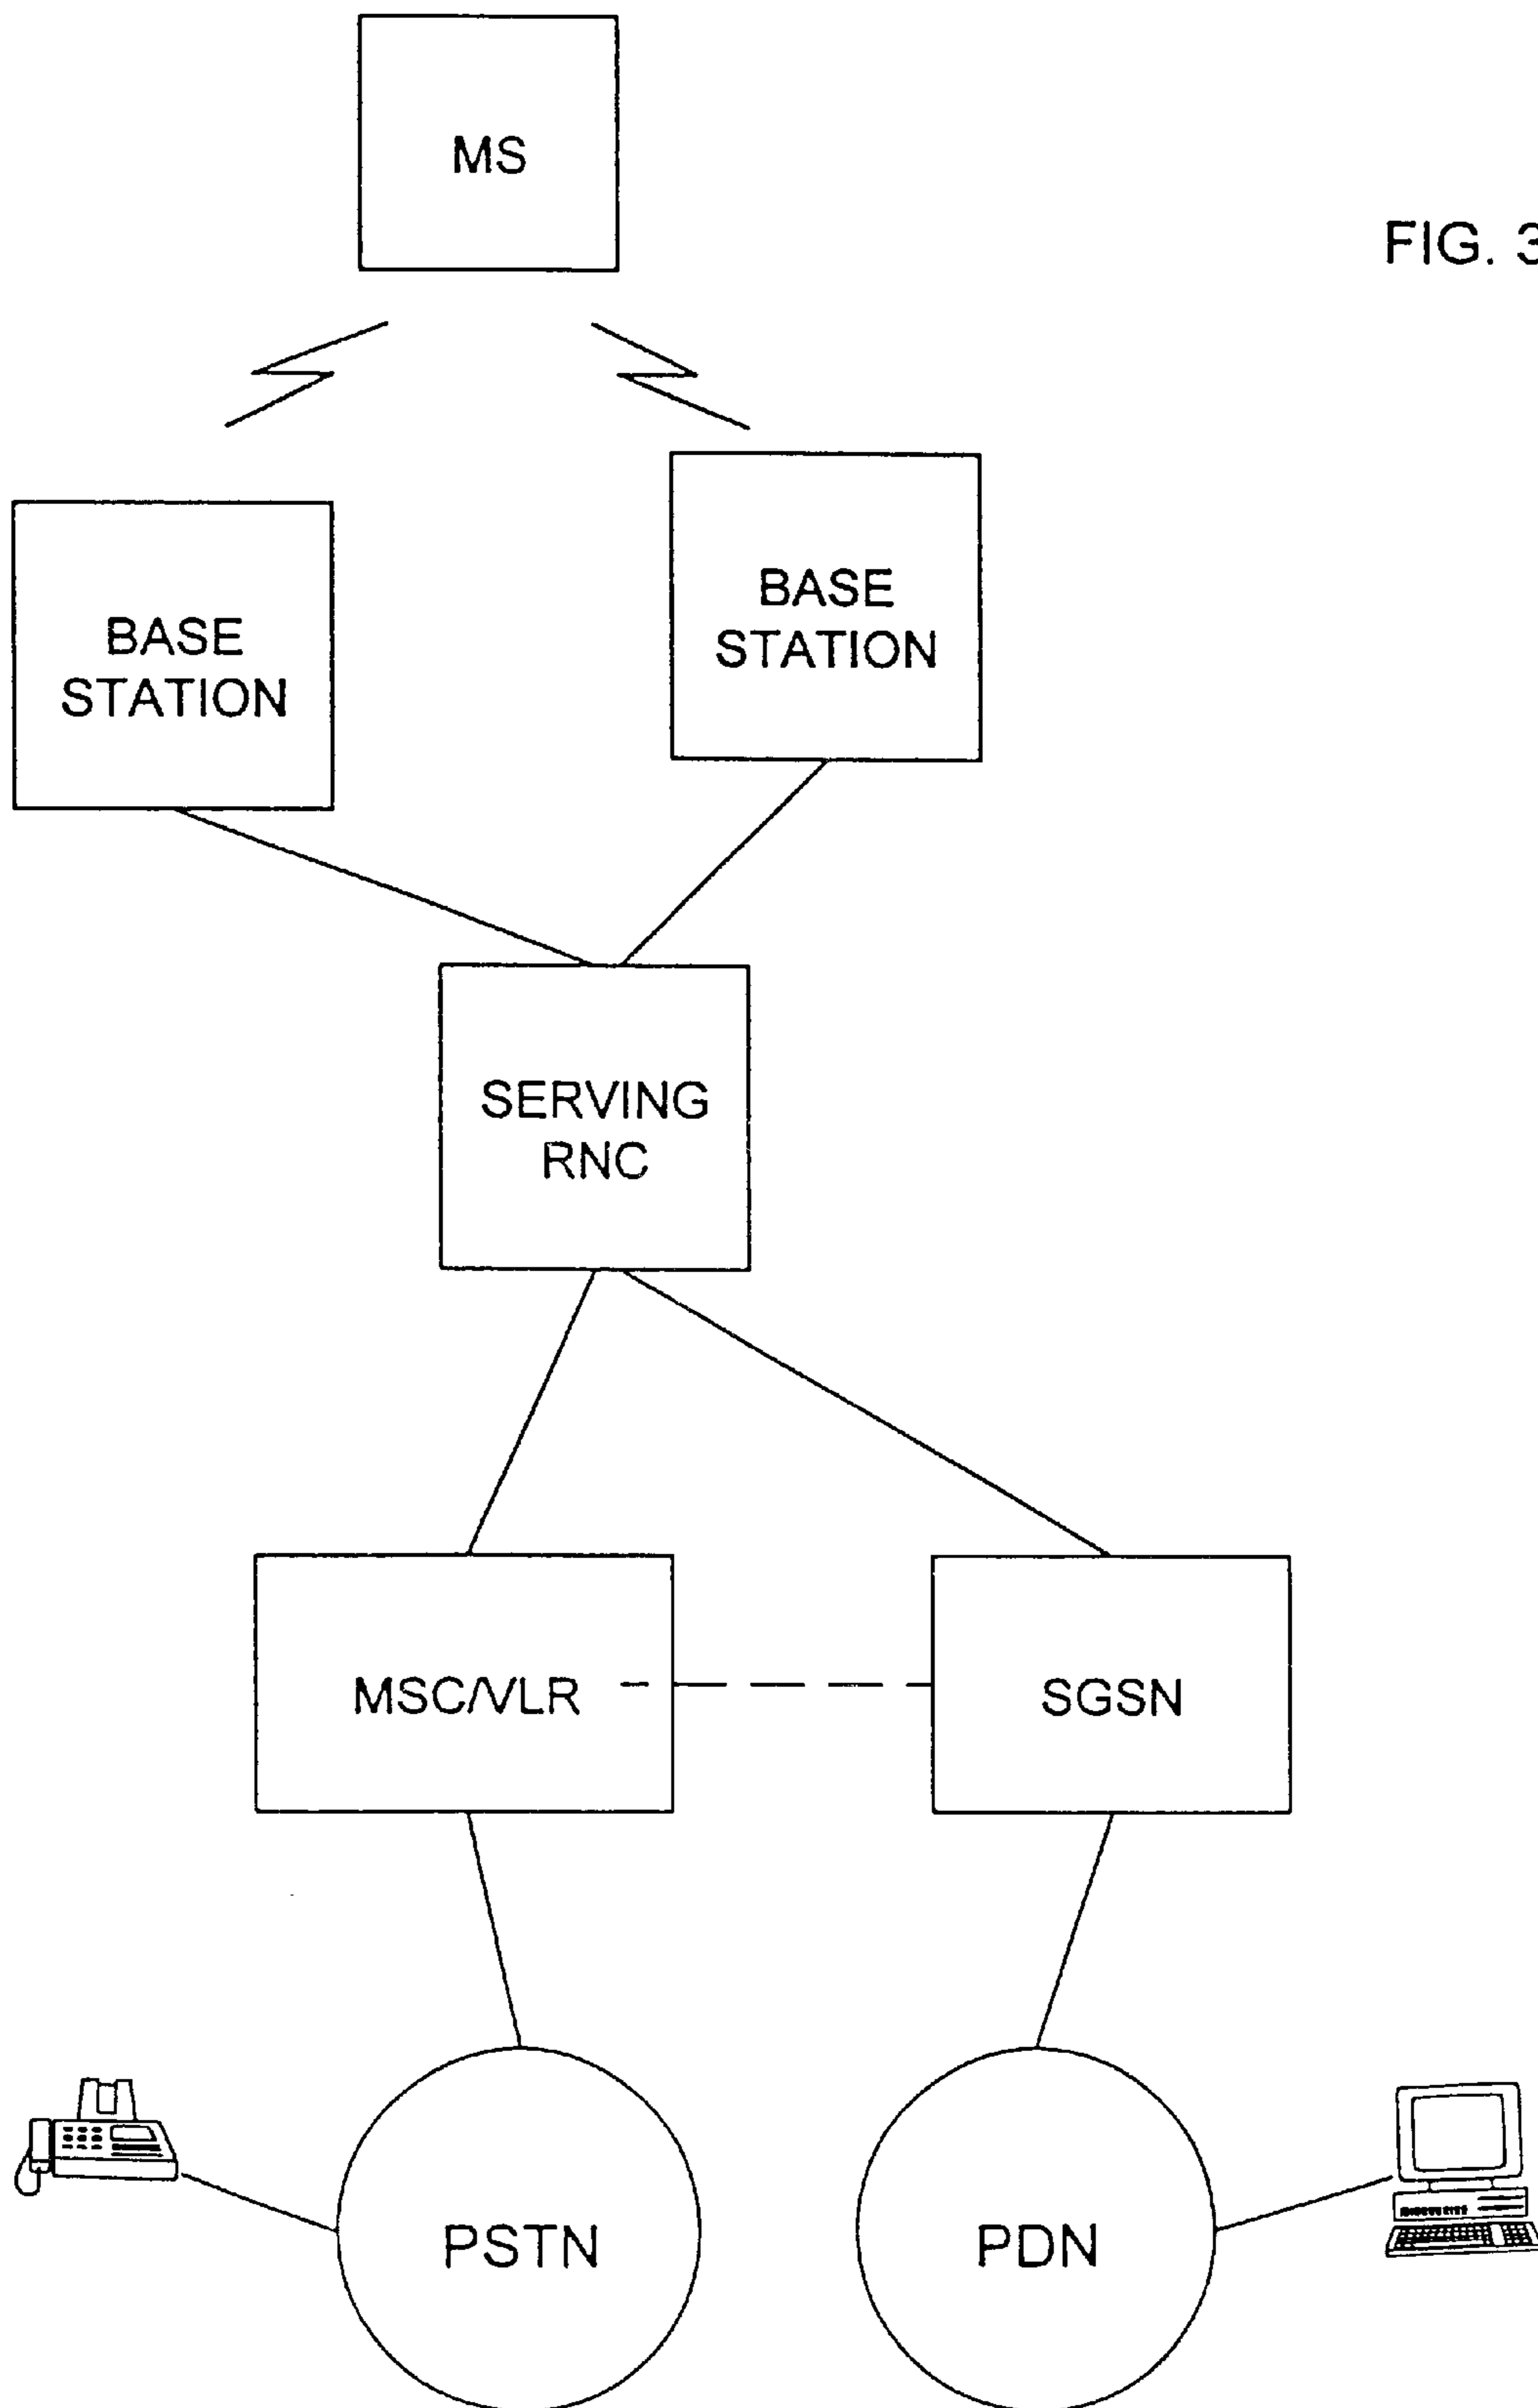 MS
FIG. 3
BASE
STATION
BASE
STATION
SERVING
RNC
MSC/VLR
SGSN
PSTN
PDN